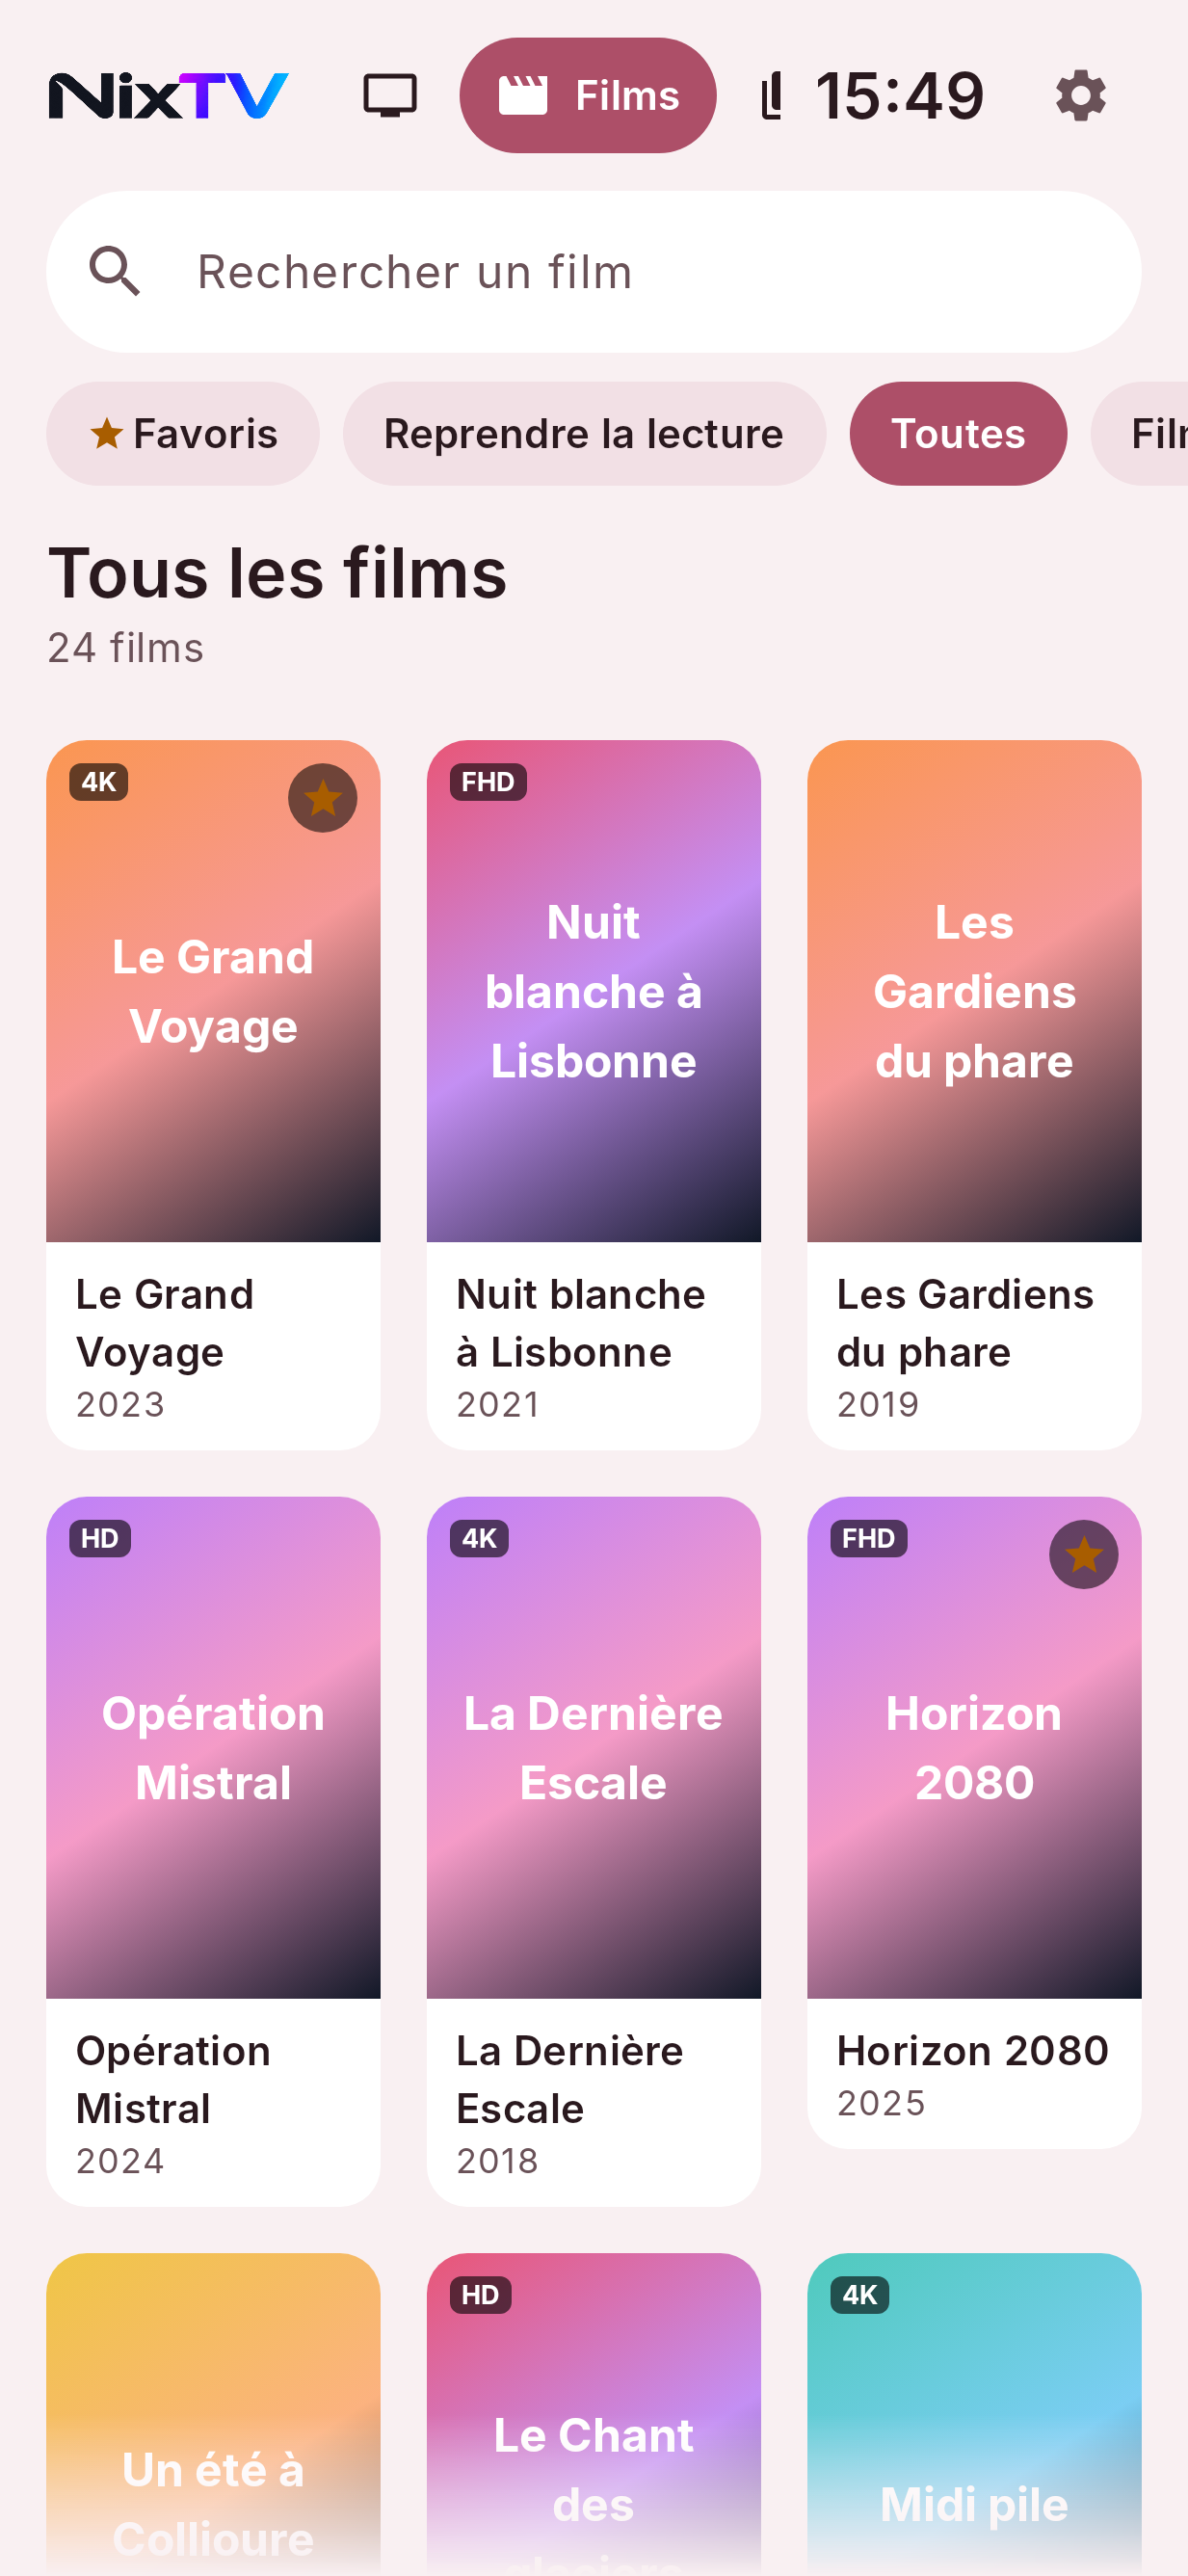 NixTV
Films
15:49
Rechercher un film
Favoris
Reprendre la lecture
Toutes
Tous les films
24 films
4K
Le Grand
Voyage
Le Grand
Voyage
2023
FHD
Nuit
blanche à
Lisbonne
Nuit blanche
à Lisbonne
2021
Les
Gardiens
du phare
Les Gardiens
du phare
2019
HD
Opération
Mistral
Opération
Mistral
2024
4K
La Dernière
Escale
La Dernière
Escale
2018
FHD
Horizon
2080
Horizon 2080
2025
Un été à
Collioure
HD
Le Chant
des
glaciers
4K
Midi pile